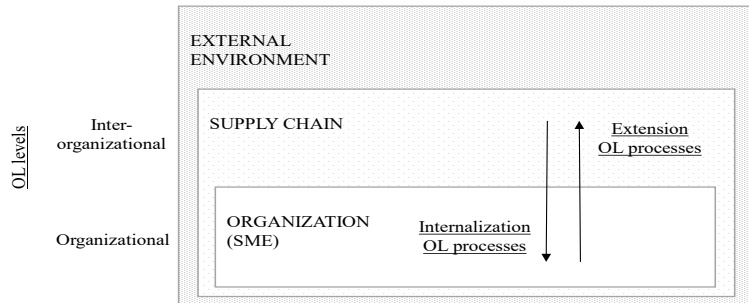 EXTERNAL
ENVIRONMENT
OL levels
Inter-
organizational
SUPPLY CHAIN
Extension
OL processes
Organizational
ORGANIZATION
(SME)
Internalization
OL processes